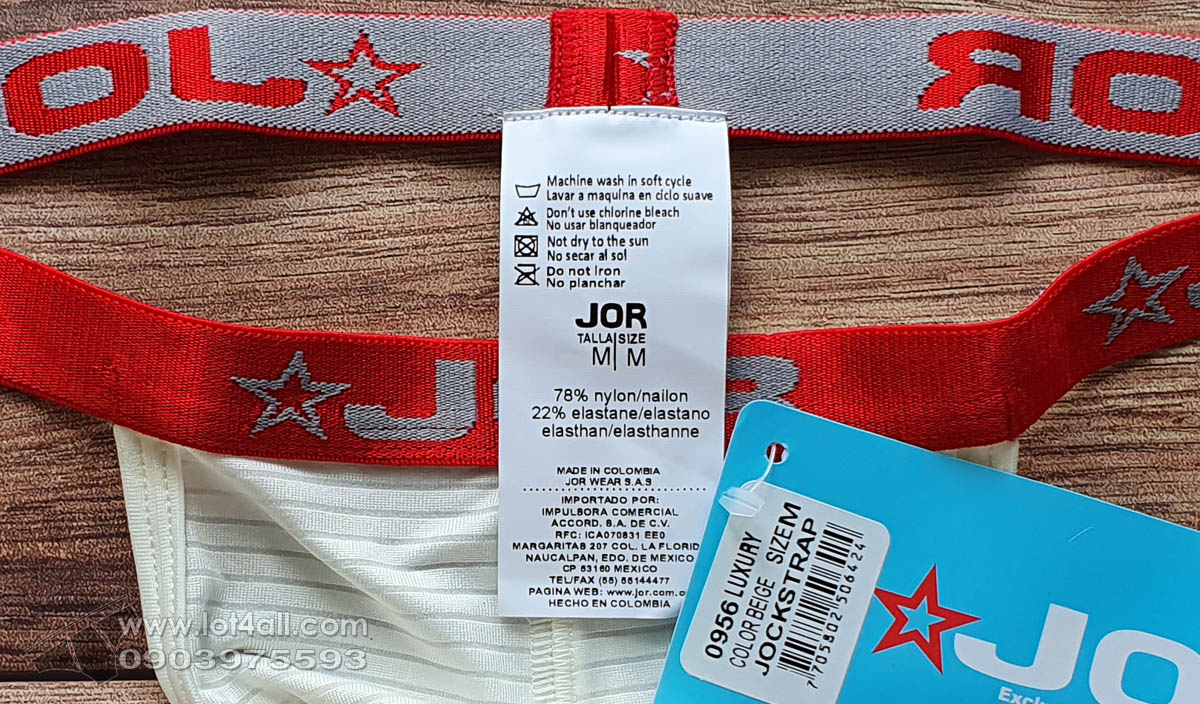 JOR
Machine wash in soft cycle
Lavar a maquina en ciclo suave
Don't use chlorine bleach
No usar blanqueador
Not dry to the sun
No secar al sol
Do not Iron
No planchar
JOR
TALLA|SIZE
M|M
78% nylon/nailon
22% elastane/elastano
elasthan/elasthanne
MADE IN COLOMBIA
JOR WEAR S.A.S
IMPORTADO POR:
IMPULSORA COMERCIAL
ACCORD. S.A. DE C.V.
RFC: ICA070831 EE0
MARGARITAS 207 COL. LA FLORID
NAUCALPAN, EDO. DE MEXICO
CP 53160 MEXICO
TEL/FAX (55) 55144477
PAGINA WEB: www.jor.com.c
HECHO EN COLOMBIA
0956 LUXURY
COLOR BEIGE SIZE M
JOCKSTRAP
7705802506424
JO
www.lot4all.com
0903975593